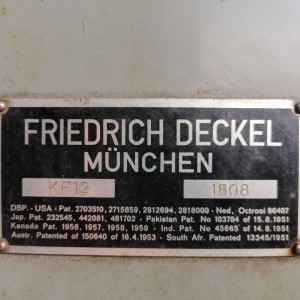 FRIEDRICH DECKEL
MÜNCHEN
KF12 1808
DBP. - USA - Pat. 2703510, 2715859, 2812694, 2818000 - Ned. Octrooi 86407
Jap. Pat. 232545, 442081, 481702 - Pakistan Pat. No 103784 of 15.8.1951
Kanada Pat. 1956, 1957, 1958, 1959 - Ind. Pat. No 45865 of 14.8.1951
Austr. Patented of 150640 of 16.4.1953 - South Afr. Patented 13345/1951